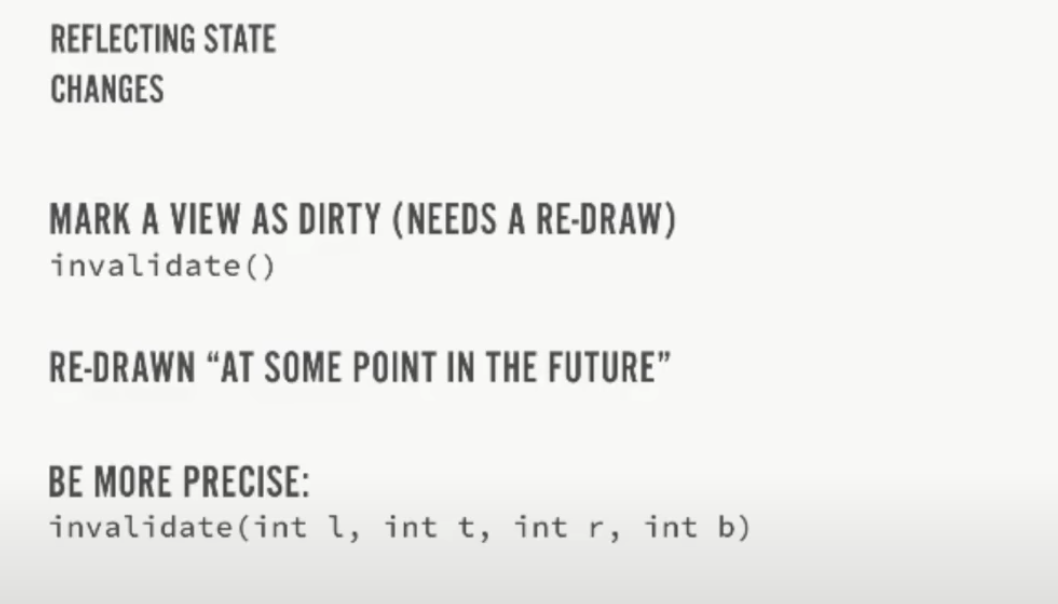 REFLECTING STATE
CHANGES
MARK A VIEW AS DIRTY (NEEDS A RE-DRAW)
invalidate()
RE-DRAWN “AT SOME POINT IN THE FUTURE”
BE MORE PRECISE:
invalidate(int l, int t, int r, int b)